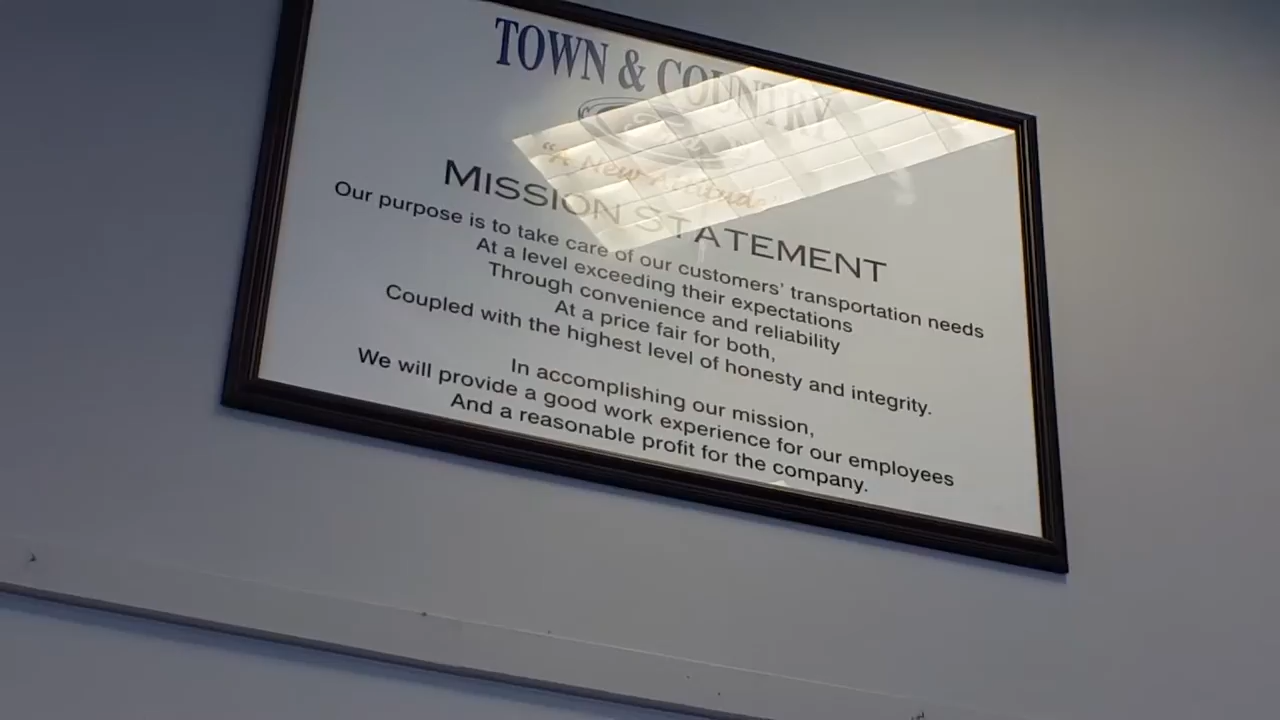 TOWN & COUNTRY
"A New Attitude"
MISSION STATEMENT
Our purpose is to take care of our customers' transportation needs
At a level exceeding their expectations
Through convenience and reliability
At a price fair for both,
Coupled with the highest level of honesty and integrity.
In accomplishing our mission,
We will provide a good work experience for our employees
And a reasonable profit for the company.